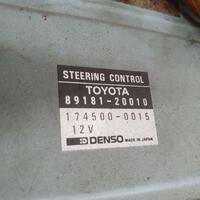 STEERING CONTROL
TOYOTA
89181-20010
174500-0015
12V
DENSO MADE IN JAPAN